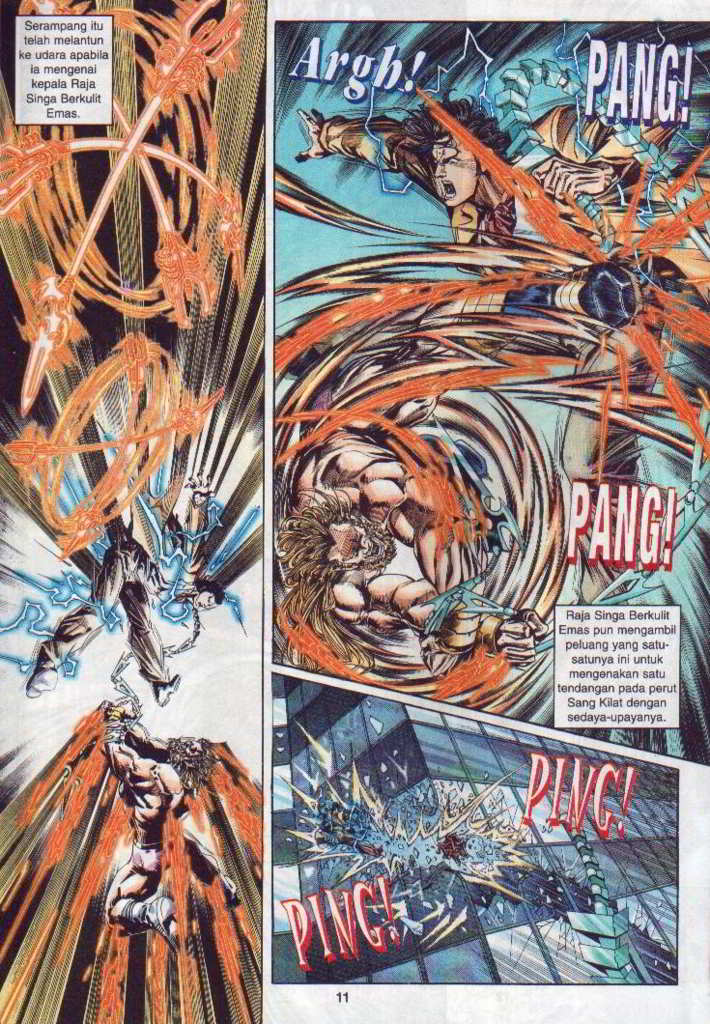 Serampang itu
telah melantun
ke udara apabila
ia mengenai
kepala Raja
Singa Berkulit
Emas.
Argh!
PANG!
PANG!
Raja Singa Berkulit
Emas pun mengambil
peluang yang satu-
satunya ini untuk
mengenakan satu
tendangan pada perut
Sang Kilat dengan
sedaya-upayanya.
PING!
PING!
11